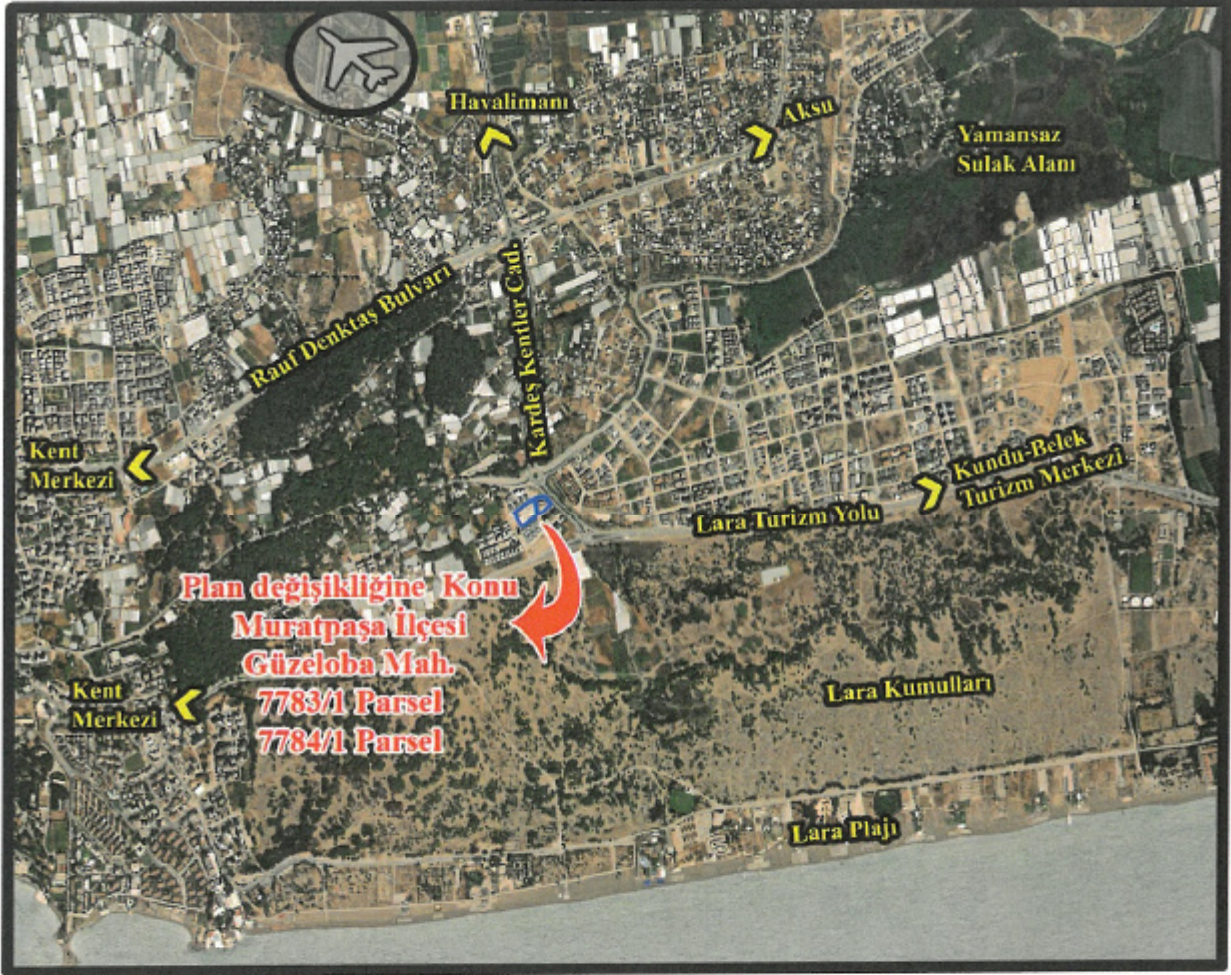 Havalimanı
Aksu
Yamansaz
Sulak Alanı
Rauf Denktaş Bulvarı
Kardeş Kentler Cad.
Kent
Merkezi
Kundu-Belek
Turizm Merkezi
Lara Turizm Yolu
Plan değişikliğine Konu
Muratpaşa İlçesi
Güzeloba Mah.
7783/1 Parsel
7784/1 Parsel
Kent
Merkezi
Lara Kumulları
Lara Plajı